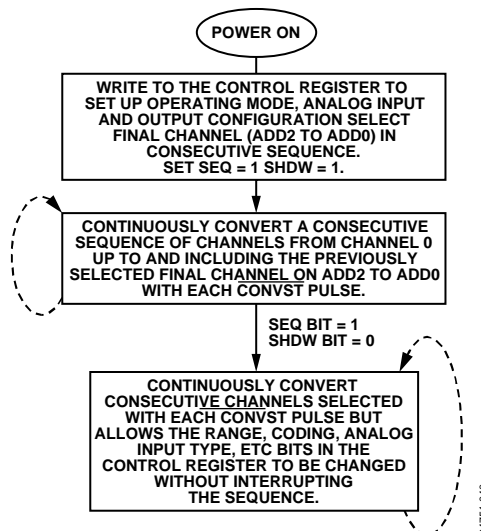 POWER ON
WRITE TO THE CONTROL REGISTER TO
SET UP OPERATING MODE, ANALOG INPUT
AND OUTPUT CONFIGURATION SELECT
FINAL CHANNEL (ADD2 TO ADD0) IN
CONSECUTIVE SEQUENCE.
SET SEQ = 1 SHDW = 1.
CONTINUOUSLY CONVERT A CONSECUTIVE
SEQUENCE OF CHANNELS FROM CHANNEL 0
UP TO AND INCLUDING THE PREVIOUSLY
SELECTED FINAL CHANNEL ON ADD2 TO ADD0
WITH EACH CONVST PULSE.
SEQ BIT = 1
SHDW BIT = 0
CONTINUOUSLY CONVERT
CONSECUTIVE CHANNELS SELECTED
WITH EACH CONVST PULSE BUT
ALLOWS THE RANGE, CODING, ANALOG
INPUT TYPE, ETC BITS IN THE
CONTROL REGISTER TO BE CHANGED
WITHOUT INTERRUPTING
THE SEQUENCE.